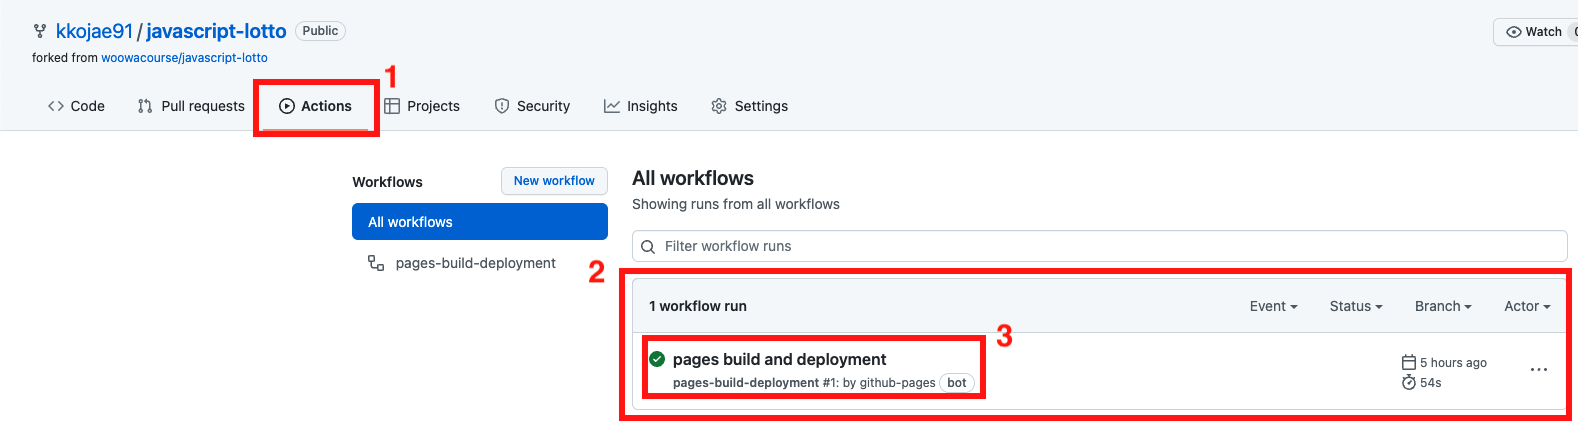 kkojae91/javascript-lotto Public
forked from woowacourse/javascript-lotto
Watch
1
Code Pull requests Actions Projects Security Insights Settings
Workflows New workflow
All workflows
pages-build-deployment
All workflows
Showing runs from all workflows
Filter workflow runs
2
1 workflow run Event Status Branch Actor
3
pages build and deployment
pages-build-deployment #1: by github-pages bot
5 hours ago
54s